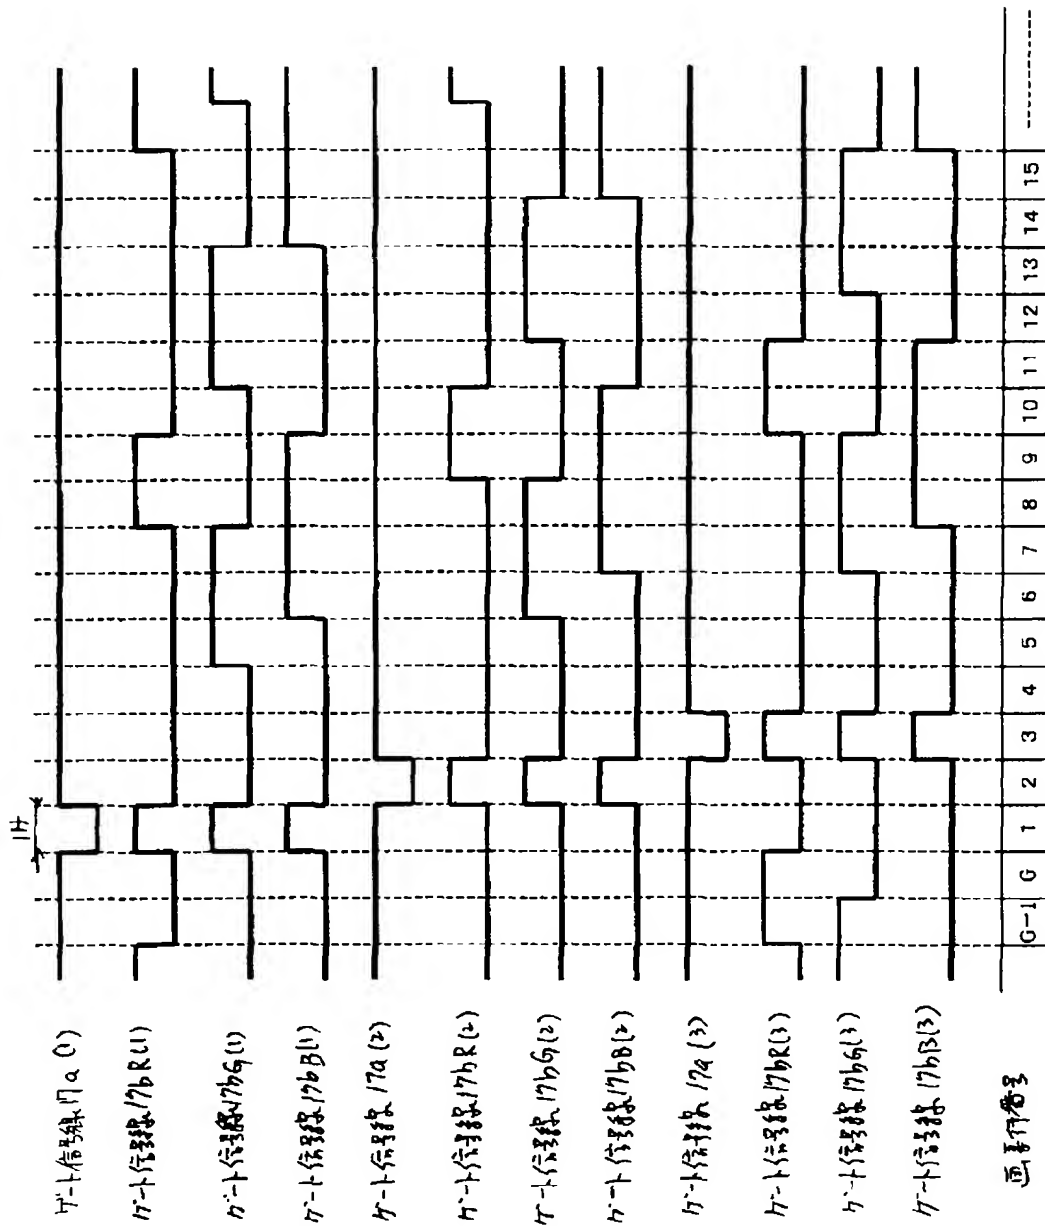 1H
ゲート信号線17a(1)
ゲート信号線17bR(1)
ゲート信号線17bG(1)
ゲート信号線17bB(1)
ゲート信号線17a(2)
ゲート信号線17bR(2)
ゲート信号線17bG(2)
ゲート信号線17bB(2)
ゲート信号線17a(3)
ゲート信号線17bR(3)
ゲート信号線17bG(3)
ゲート信号線17bB(3)
画素行番号 G-1 G 1 2 3 4 5 6 7 8 9 10 11 12 13 14 15